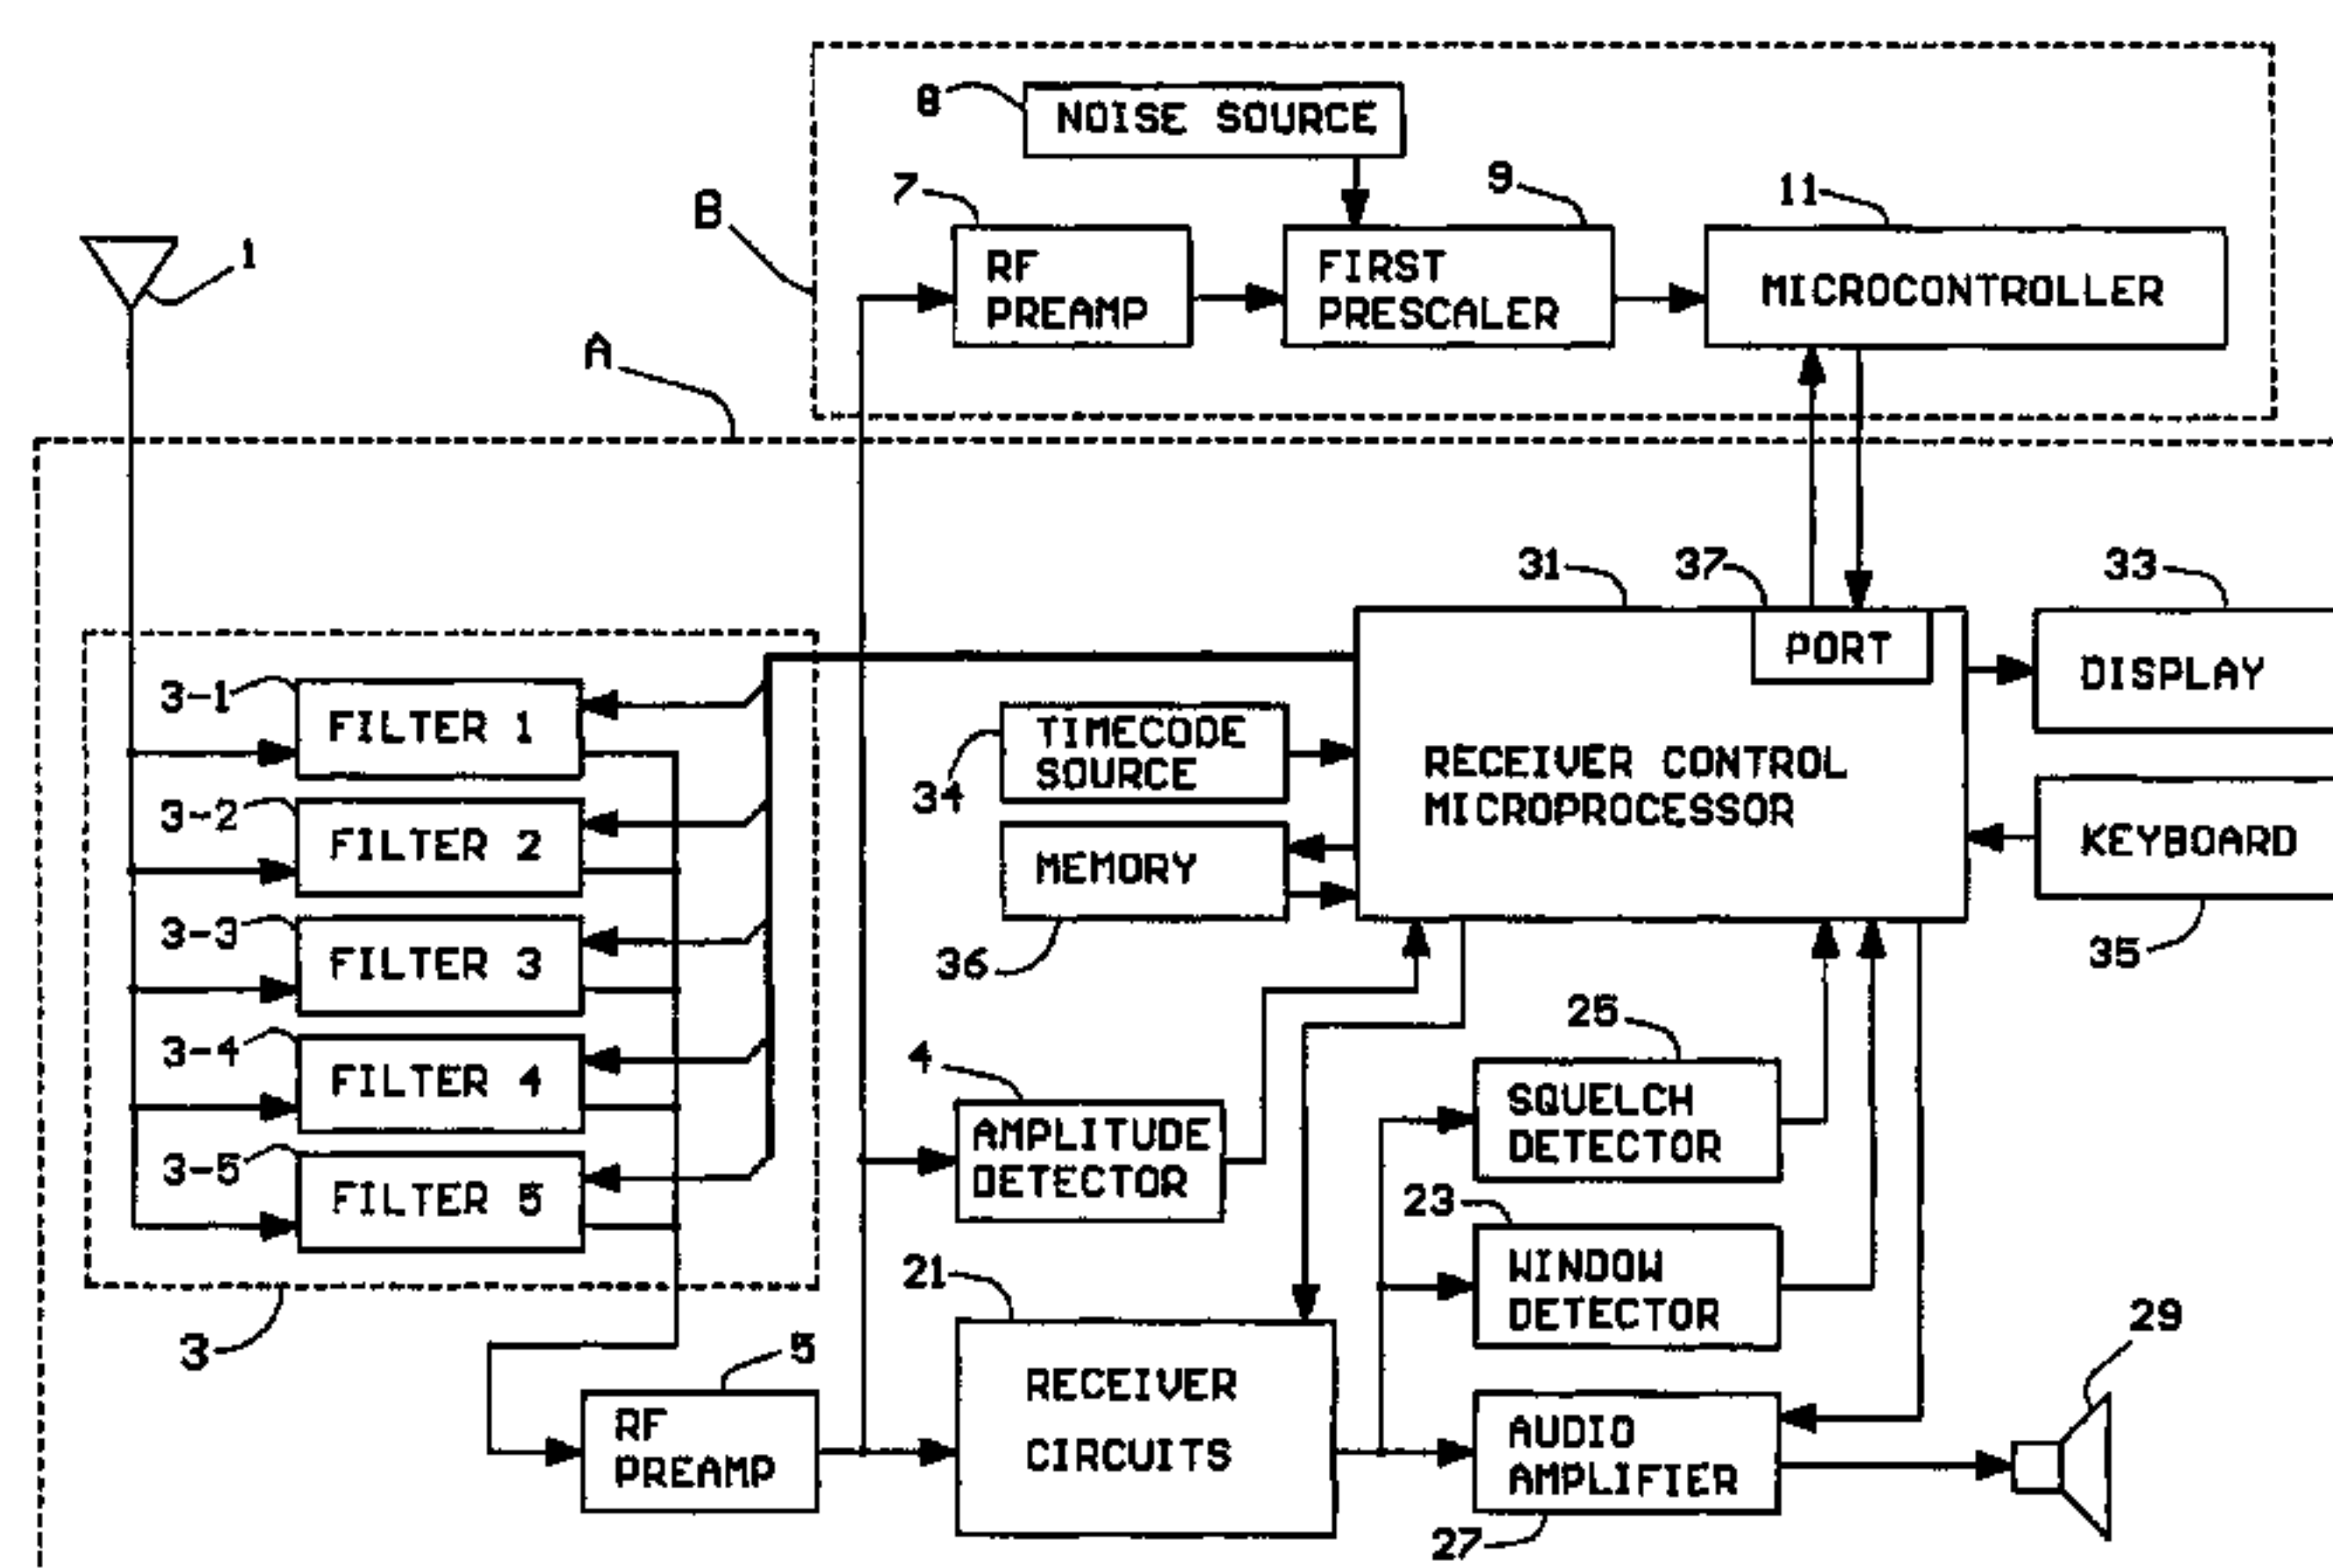 8
NOISE SOURCE
7
9
11
B
RF
PREAMP
FIRST
PRESCALER
MICROCONTROLLER
1
A
31
37
33
PORT
DISPLAY
3-1
FILTER 1
TIMECODE
SOURCE
34
RECEIVER CONTROL
MICROPROCESSOR
3-2
FILTER 2
MEMORY
KEYBOARD
36
35
3-3
FILTER 3
25
3-4
FILTER 4
4
AMPLITUDE
DETECTOR
SQUELCH
DETECTOR
3-5
FILTER 5
23
21
WINDOW
DETECTOR
29
3
5
RECEIVER
CIRCUITS
RF
PREAMP
AUDIO
AMPLIFIER
27